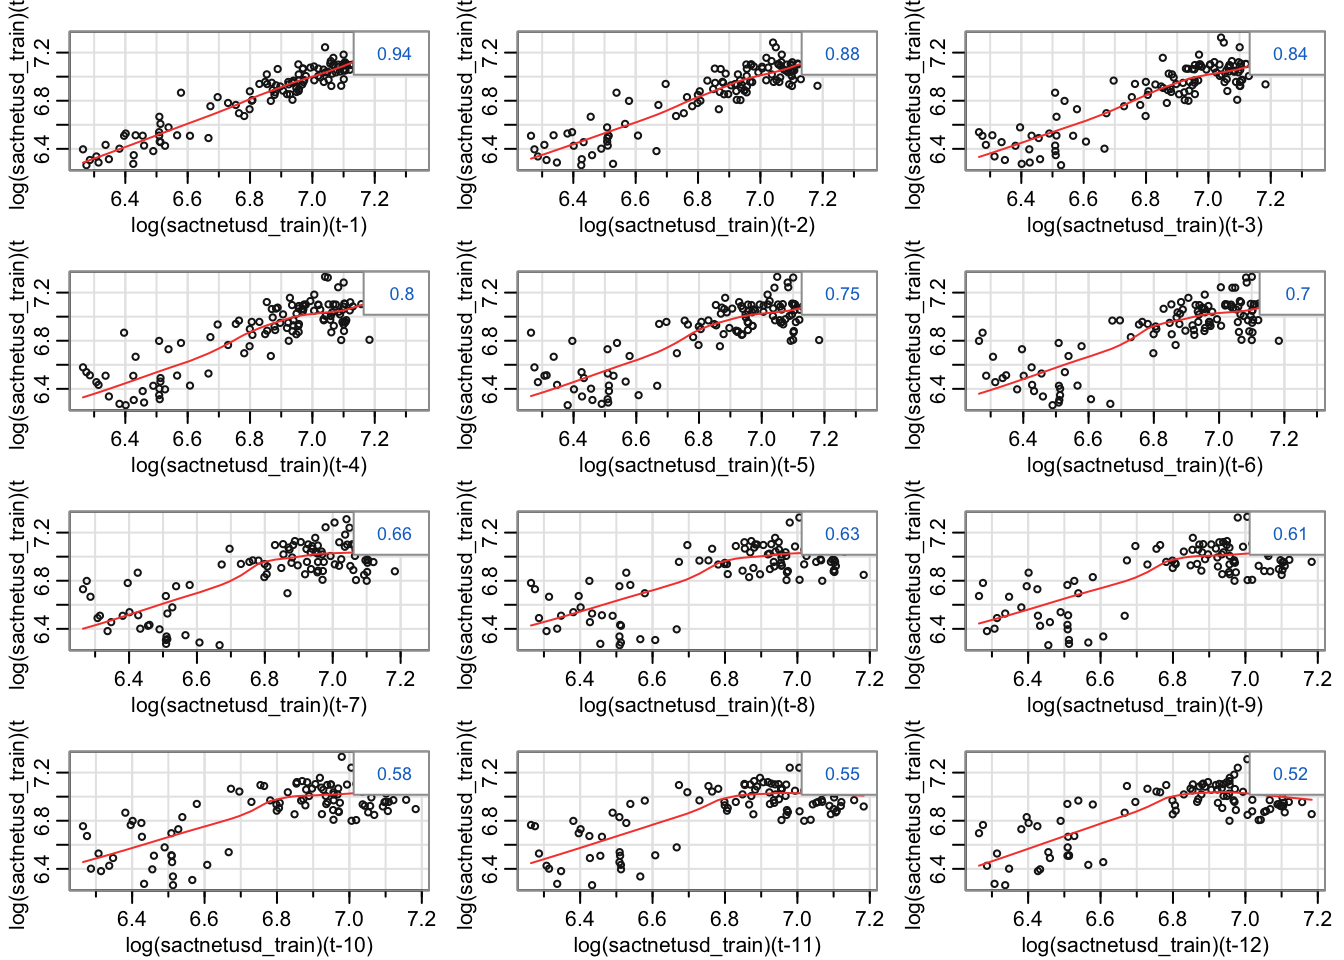 log(sactnetusd_train)(t
7.2
6.8
6.4
0.94
6.4 6.6 6.8 7.0 7.2
log(sactnetusd_train)(t-1)
log(sactnetusd_train)(t
7.2
6.8
6.4
0.88
6.4 6.6 6.8 7.0 7.2
log(sactnetusd_train)(t-2)
log(sactnetusd_train)(t
7.2
6.8
6.4
0.84
6.4 6.6 6.8 7.0 7.2
log(sactnetusd_train)(t-3)
log(sactnetusd_train)(t
7.2
6.8
6.4
0.8
6.4 6.6 6.8 7.0 7.2
log(sactnetusd_train)(t-4)
log(sactnetusd_train)(t
7.2
6.8
6.4
0.75
6.4 6.6 6.8 7.0 7.2
log(sactnetusd_train)(t-5)
log(sactnetusd_train)(t
7.2
6.8
6.4
0.7
6.4 6.6 6.8 7.0 7.2
log(sactnetusd_train)(t-6)
log(sactnetusd_train)(t
7.2
6.8
6.4
0.66
6.4 6.6 6.8 7.0 7.2
log(sactnetusd_train)(t-7)
log(sactnetusd_train)(t
7.2
6.8
6.4
0.63
6.4 6.6 6.8 7.0 7.2
log(sactnetusd_train)(t-8)
log(sactnetusd_train)(t
7.2
6.8
6.4
0.61
6.4 6.6 6.8 7.0 7.2
log(sactnetusd_train)(t-9)
log(sactnetusd_train)(t
7.2
6.8
6.4
0.58
6.4 6.6 6.8 7.0 7.2
log(sactnetusd_train)(t-10)
log(sactnetusd_train)(t
7.2
6.8
6.4
0.55
6.4 6.6 6.8 7.0 7.2
log(sactnetusd_train)(t-11)
log(sactnetusd_train)(t
7.2
6.8
6.4
0.52
6.4 6.6 6.8 7.0 7.2
log(sactnetusd_train)(t-12)